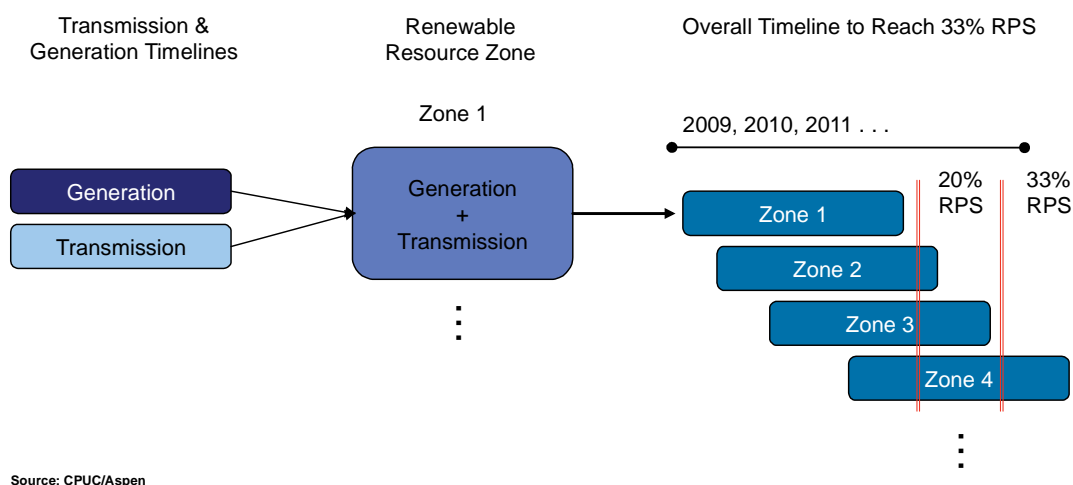 Transmission &
Generation Timelines
Renewable
Resource Zone
Overall Timeline to Reach 33% RPS
Zone 1
2009, 2010, 2011 . . .
Generation
Transmission
Generation
+
Transmission
20%
RPS
33%
RPS
Zone 1
Zone 2
Zone 3
Zone 4
Source: CPUC/Aspen